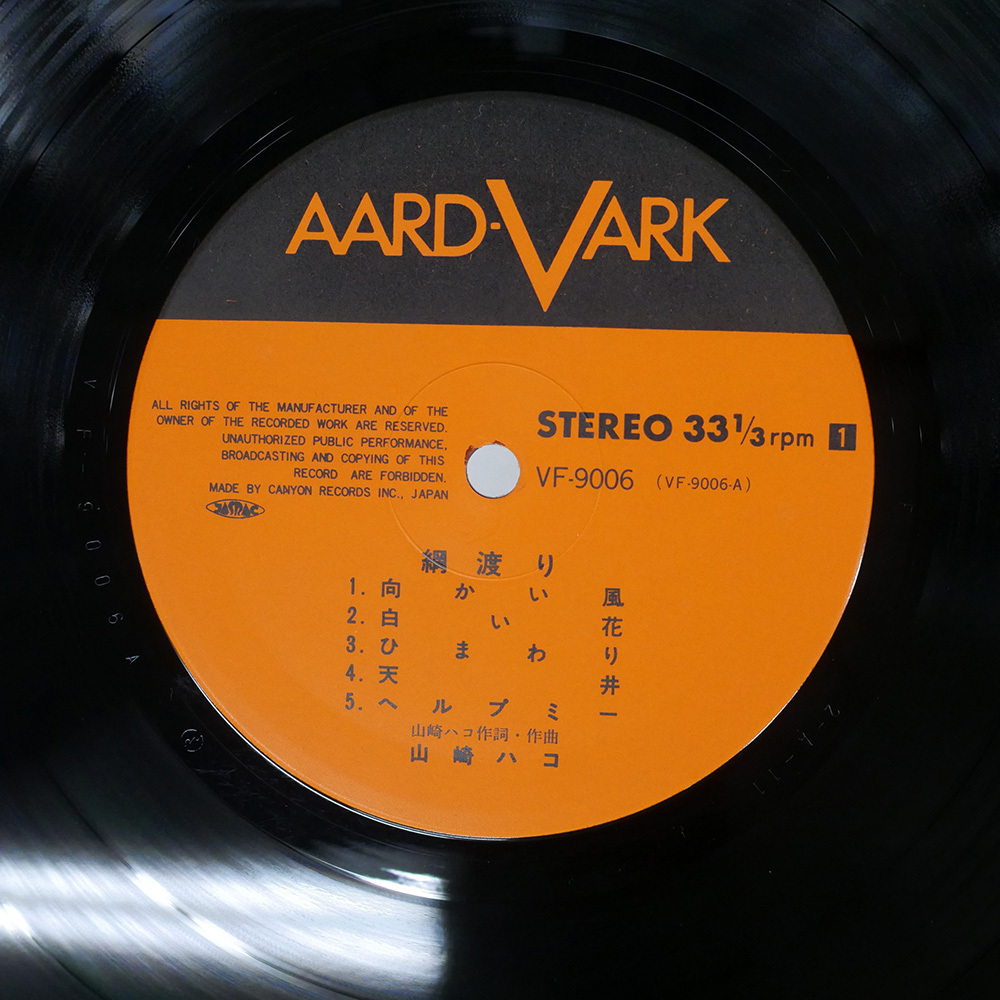 AARD-VARK
ALL RIGHTS OF THE MANUFACTURER AND OF THE
OWNER OF THE RECORDED WORK ARE RESERVED.
UNAUTHORIZED PUBLIC PERFORMANCE,
BROADCASTING AND COPYING OF THIS
RECORD ARE FORBIDDEN.
MADE BY CANYON RECORDS INC., JAPAN
JASRAC
STEREO 33 1/3 rpm 1
VF-9006 (VF-9006-A)
綱渡り
1. 向かい風
2. 白い花
3. ひまわり
4. 天井
5. ヘルプミー
山崎ハコ作詞・作曲
山崎ハコ
VF-9006A